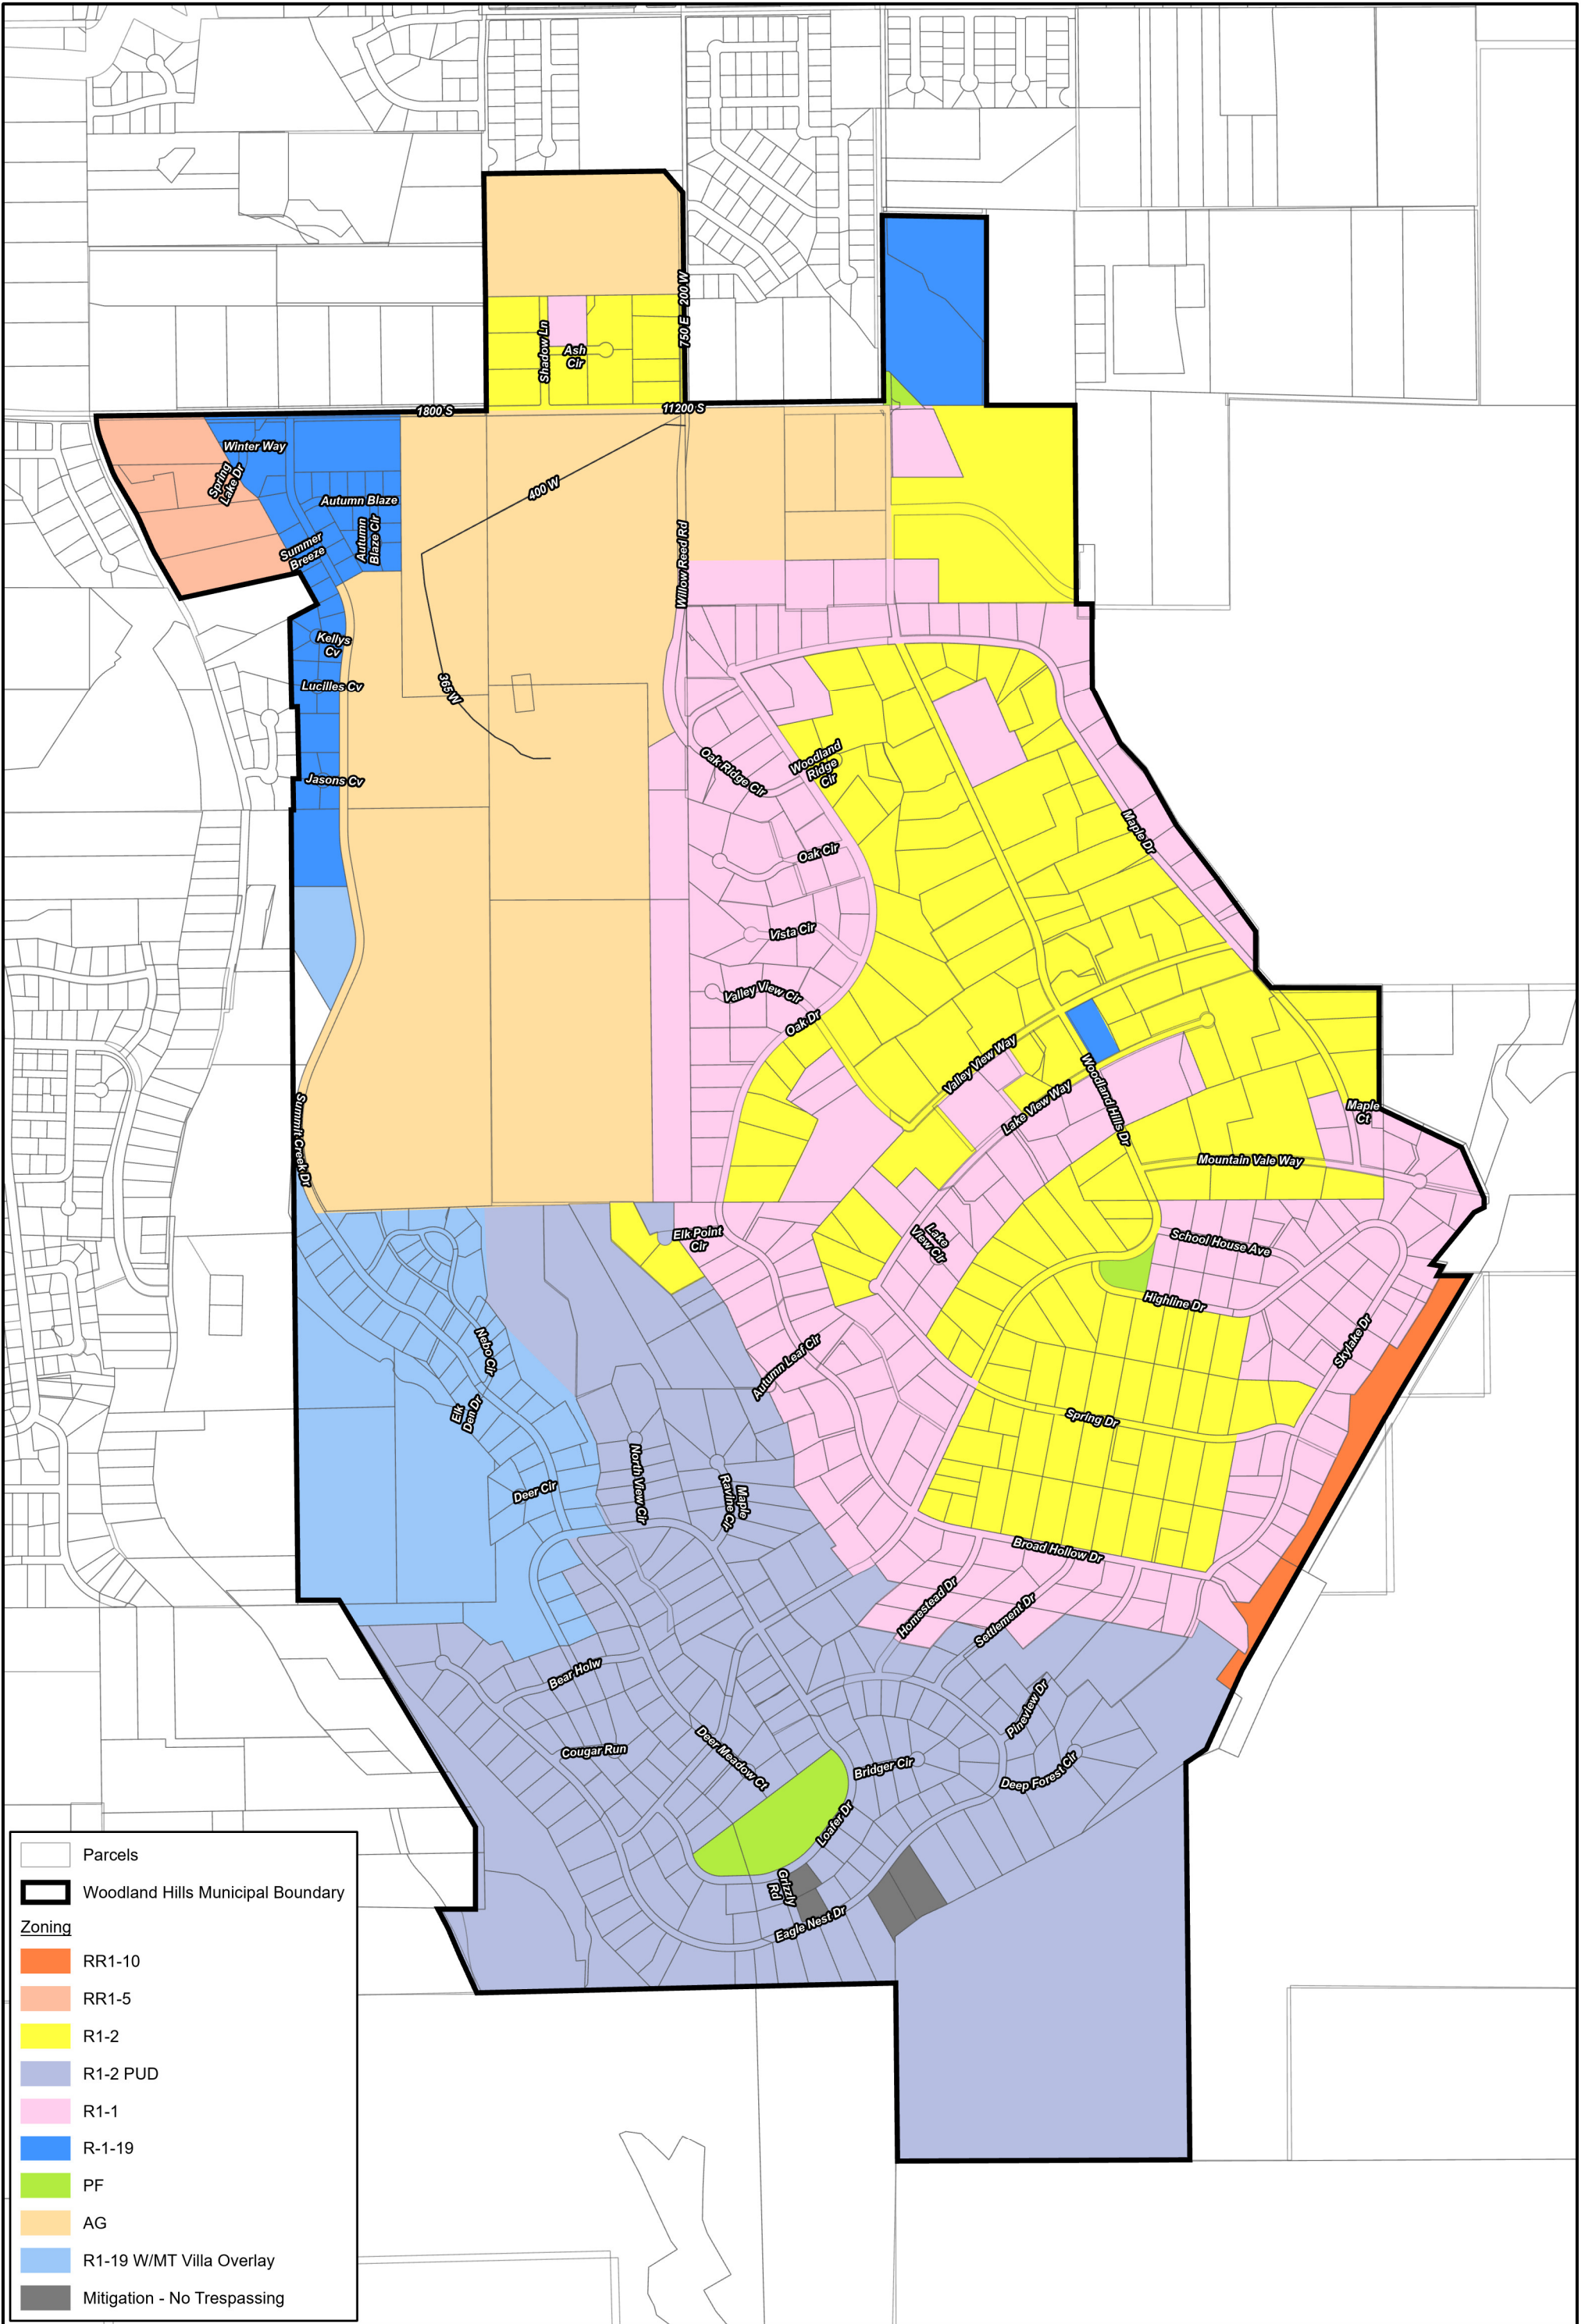 200 W
750 E
Shadow Ln
Ash
Cir
1800 S
11200 S
Winter Way
Spring
Lake Dr
400 W
Autumn Blaze
Autumn
Blaze Cir
Summer
Breeze
Willow Reed Rd
Kellys
Cv
Lucilles Cv
365 W
Jasons Cv
Oak Ridge Cir
Woodland
Ridge
Cir
Maple Dr
Oak Cir
Vista Cir
Valley View Cir
Oak Dr
Valley View Way
Lake View Way
Woodland Hills Dr
Maple
Ct
Summit Creek Dr
Mountain Vale Way
Elk Point
Cir
Lake
View Cir
School House Ave
Highline Dr
Skylake Dr
Nebo Cir
Autumn Leaf Cir
Elk
Den Dr
Spring Dr
Deer Cir
North View Cir
Maple
Ravine Cir
Broad Hollow Dr
Homestead Dr
Settlement Dr
Bear Holw
Pineview Dr
Cougar Run
Deer Meadow Ct
Bridger Cir
Deep Forest Cir
Loafer Dr
Grizzly
Rd
Eagle Nest Dr
Parcels
Woodland Hills Municipal Boundary
Zoning
RR1-10
RR1-5
R1-2
R1-2 PUD
R1-1
R-1-19
PF
AG
R1-19 W/MT Villa Overlay
Mitigation - No Trespassing